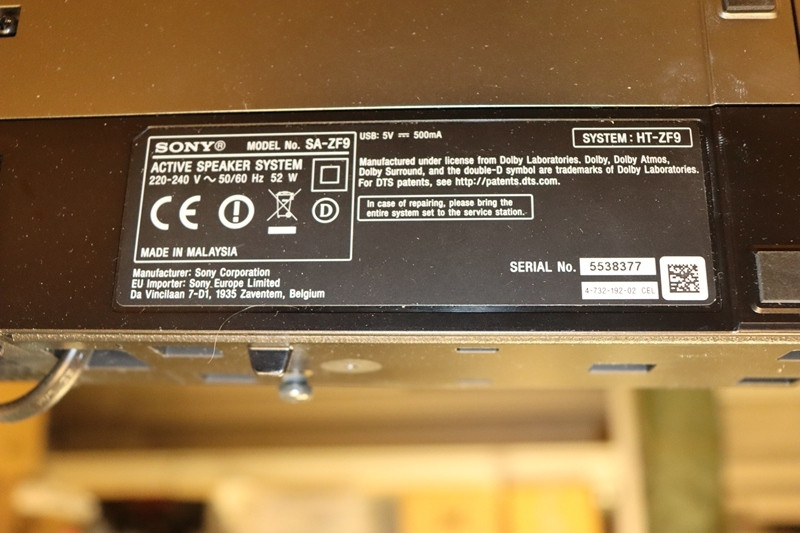 SONY® MODEL No. SA-ZF9
ACTIVE SPEAKER SYSTEM
220-240 V ~ 50/60 Hz 52 W
CE
D
MADE IN MALAYSIA
Manufacturer: Sony Corporation
EU Importer: Sony Europe Limited
Da Vincilaan 7-D1, 1935 Zaventem, Belgium
USB: 5V ⎓ 500mA
SYSTEM: HT-ZF9
Manufactured under license from Dolby Laboratories. Dolby, Dolby Atmos,
Dolby Surround, and the double-D symbol are trademarks of Dolby Laboratories.
For DTS patents, see http://patents.dts.com.
In case of repairing, please bring the
entire system set to the service station.
SERIAL No. 5538377
4-732-192-02 CEL